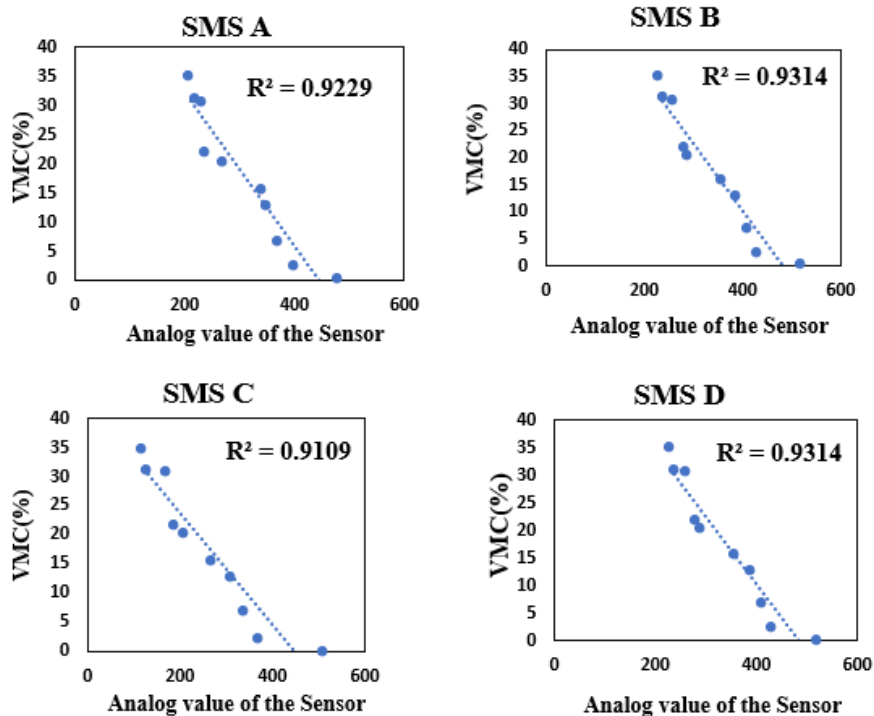 SMS A
R² = 0.9229
VMC(%)
40
35
30
25
20
15
10
5
0
0 200 400 600
Analog value of the Sensor
SMS B
R² = 0.9314
VMC(%)
40
35
30
25
20
15
10
5
0
0 200 400 600
Analog value of the Sensor
SMS C
R² = 0.9109
VMC(%)
40
35
30
25
20
15
10
5
0
0 200 400 600
Analog value of the Sensor
SMS D
R² = 0.9314
VMC(%)
40
35
30
25
20
15
10
5
0
0 200 400 600
Analog value of the Sensor